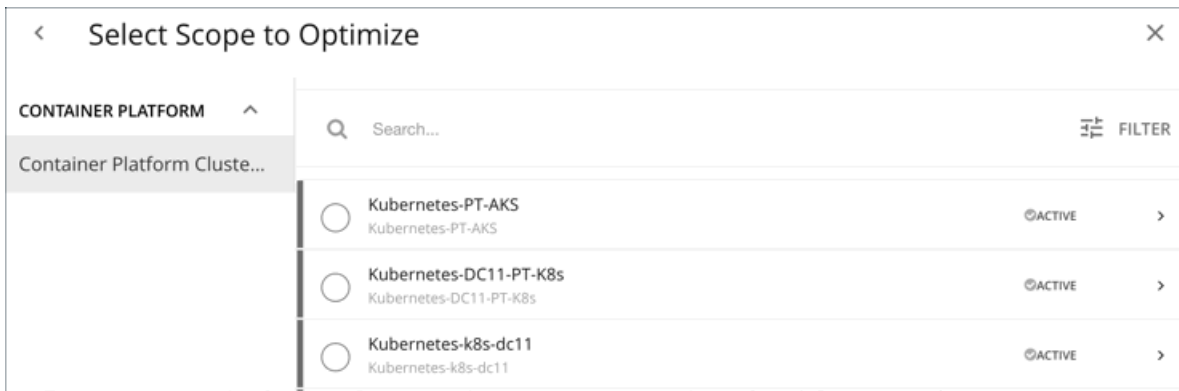 Select Scope to Optimize
CONTAINER PLATFORM
Container Platform Cluste...
Search...
FILTER
Kubernetes-PT-AKS
Kubernetes-PT-AKS
ACTIVE
Kubernetes-DC11-PT-K8s
Kubernetes-DC11-PT-K8s
ACTIVE
Kubernetes-k8s-dc11
Kubernetes-k8s-dc11
ACTIVE